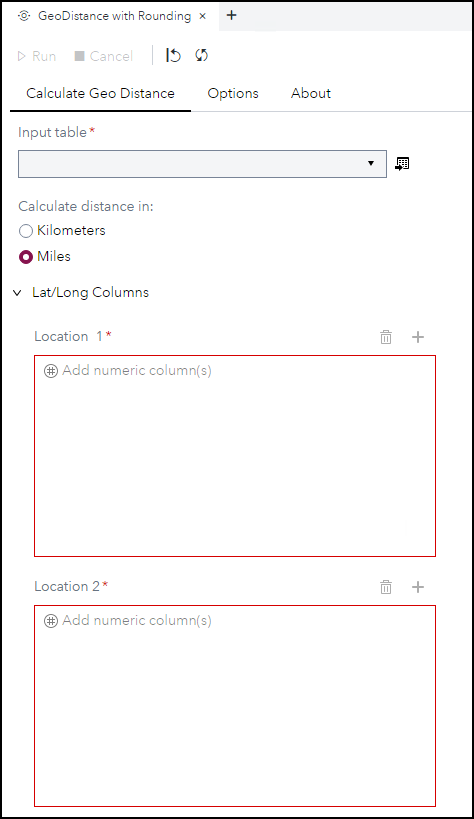 GeoDistance with Rounding × +
Run Cancel
Calculate Geo Distance Options About
Input table*
Calculate distance in:
Kilometers
Miles
Lat/Long Columns
Location 1*
Add numeric column(s)
Location 2*
Add numeric column(s)